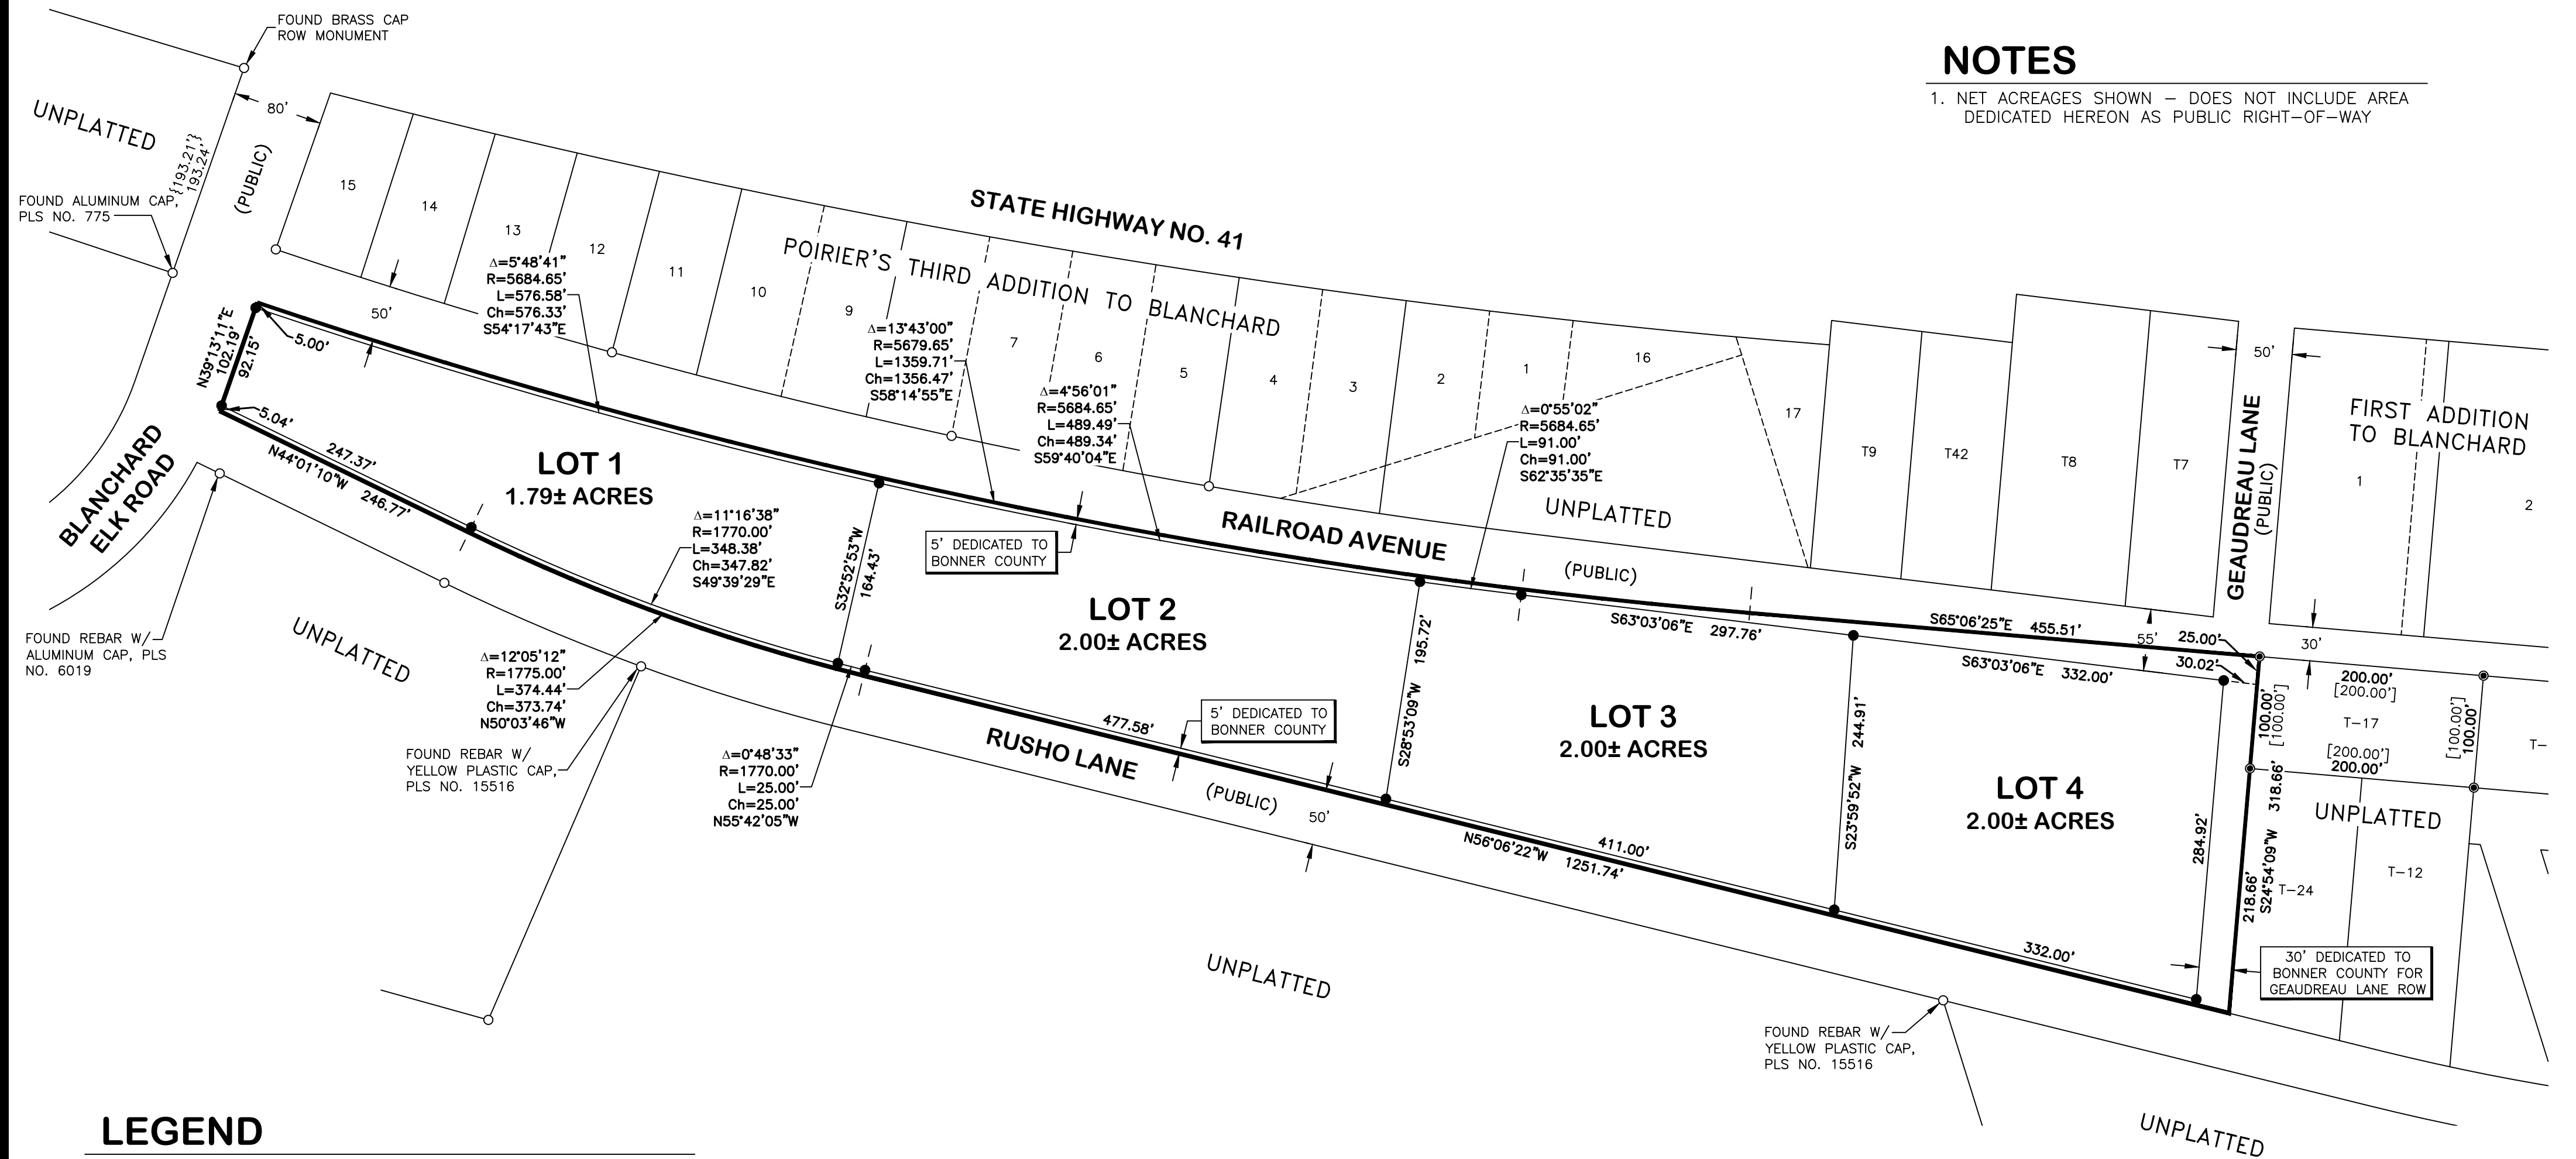 FOUND BRASS CAP
ROW MONUMENT
NOTES
1. NET ACREAGES SHOWN – DOES NOT INCLUDE AREA
DEDICATED HEREON AS PUBLIC RIGHT–OF–WAY
UNPLATTED
80'
{193.21'}
193.24'
(PUBLIC)
FOUND ALUMINUM CAP,
PLS NO. 775
15
14
13
12
11
10
9
7
6
5
4
3
2
1
16
17
T9
T42
T8
T7
STATE HIGHWAY NO. 41
POIRIER'S THIRD ADDITION TO BLANCHARD
50'
GEAUDREAU LANE
(PUBLIC)
FIRST ADDITION
TO BLANCHARD
1
2
Δ=5°48'41"
R=5684.65'
L=576.58'
Ch=576.33'
S54°17'43"E
50'
Δ=13°43'00"
R=5679.65'
L=1359.71'
Ch=1356.47'
S58°14'55"E
Δ=4°56'01"
R=5684.65'
L=489.49'
Ch=489.34'
S59°40'04"E
Δ=0°55'02"
R=5684.65'
L=91.00'
Ch=91.00'
S62°35'35"E
UNPLATTED
N39°13'11"E
102.19'
92.15'
5.00'
5.04'
BLANCHARD
ELK ROAD
247.37'
N44°01'10"W 246.77'
LOT 1
1.79± ACRES
Δ=11°16'38"
R=1770.00'
L=348.38'
Ch=347.82'
S49°39'29"E
S32°52'53"W
164.43'
5' DEDICATED TO
BONNER COUNTY
RAILROAD AVENUE
(PUBLIC)
LOT 2
2.00± ACRES
S28°53'09"W 195.72'
S63°03'06"E 297.76'
S65°06'25"E 455.51'
55'
25.00'
30'
30.02'
S63°03'06"E 332.00'
200.00'
[200.00']
T–17
[200.00']
200.00'
100.00'
[100.00']
[100.00']
100.00'
T–
FOUND REBAR W/
ALUMINUM CAP, PLS
NO. 6019
UNPLATTED
Δ=12°05'12"
R=1775.00'
L=374.44'
Ch=373.74'
N50°03'46"W
FOUND REBAR W/
YELLOW PLASTIC CAP,
PLS NO. 15516
Δ=0°48'33"
R=1770.00'
L=25.00'
Ch=25.00'
N55°42'05"W
477.58'
5' DEDICATED TO
BONNER COUNTY
RUSHO LANE
(PUBLIC)
50'
LOT 3
2.00± ACRES
S23°59'52"W 244.91'
411.00'
N56°06'22"W 1251.74'
LOT 4
2.00± ACRES
284.92'
218.66'
S24°54'09"W 318.66'
UNPLATTED
T–24
T–12
332.00'
30' DEDICATED TO
BONNER COUNTY FOR
GEAUDREAU LANE ROW
UNPLATTED
FOUND REBAR W/
YELLOW PLASTIC CAP,
PLS NO. 15516
UNPLATTED
LEGEND